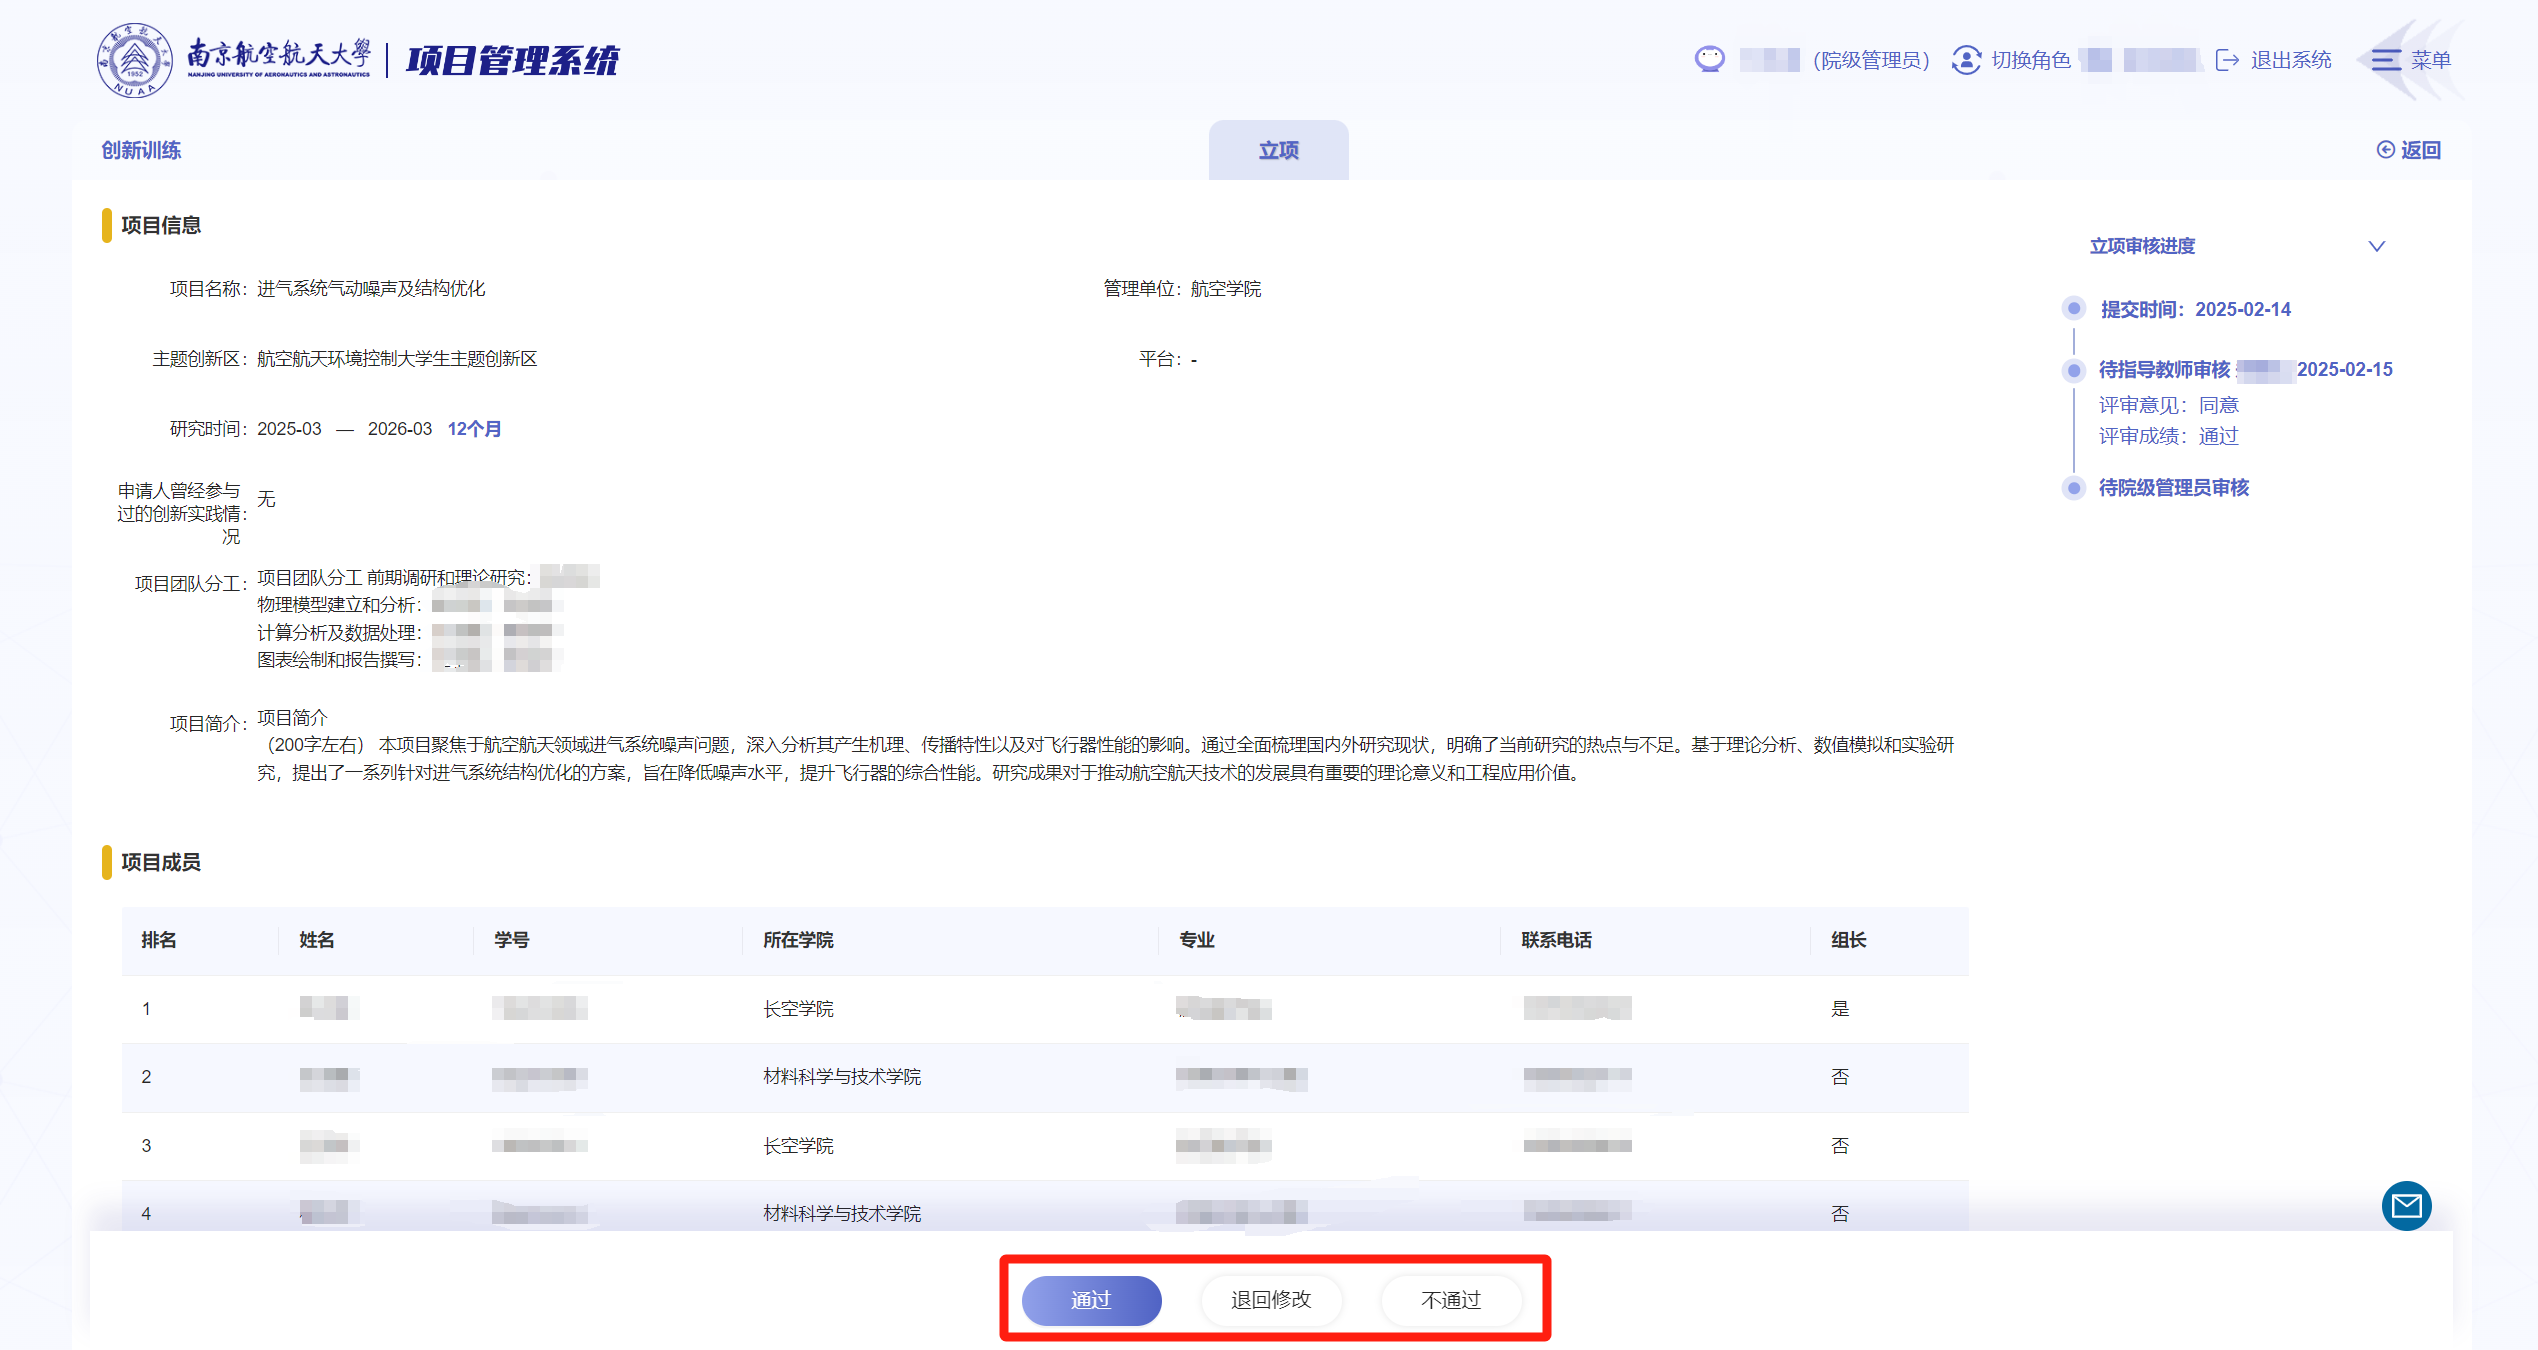 南京航空航天大學
NANJING UNIVERSITY OF AERONAUTICS AND ASTRONAUTICS
1952
NUAA
项目管理系统
(院级管理员)
切换角色
退出系统
菜单
创新训练
立项
返回
项目信息
项目名称： 进气系统气动噪声及结构优化
管理单位： 航空学院
主题创新区： 航空航天环境控制大学生主题创新区
平台： -
研究时间： 2025-03 — 2026-03 12个月
申请人曾经参与
过的创新实践情：
况
无
项目团队分工： 项目团队分工 前期调研和理论研究：
物理模型建立和分析：
计算分析及数据处理：
图表绘制和报告撰写：
项目简介： 项目简介
（200字左右） 本项目聚焦于航空航天领域进气系统噪声问题，深入分析其产生机理、传播特性以及对飞行器性能的影响。通过全面梳理国内外研究现状，明确了当前研究的热点与不足。基于理论分析、数值模拟和实验研
究，提出了一系列针对进气系统结构优化的方案，旨在降低噪声水平，提升飞行器的综合性能。研究成果对于推动航空航天技术的发展具有重要的理论意义和工程应用价值。
立项审核进度
提交时间： 2025-02-14
待指导教师审核 2025-02-15
评审意见： 同意
评审成绩： 通过
待院级管理员审核
项目成员
排名 姓名 学号 所在学院 专业 联系电话 组长
1 长空学院 是
2 材料科学与技术学院 否
3 长空学院 否
4 材料科学与技术学院 否
通过 退回修改 不通过